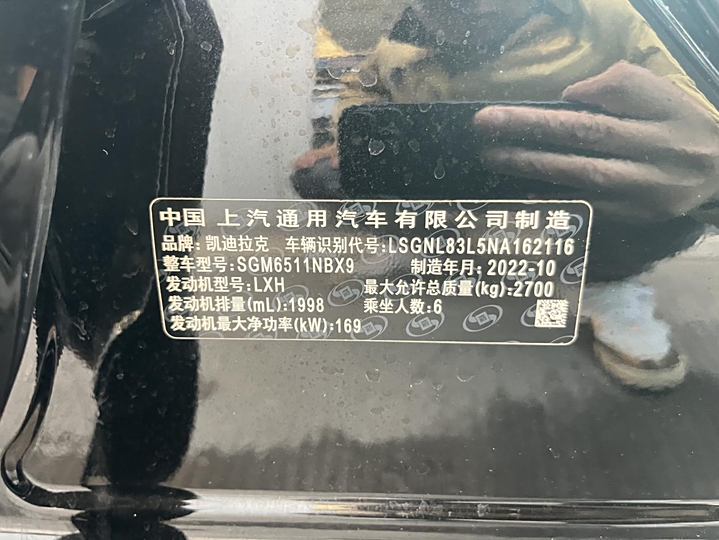 中国 上汽通用汽车有限公司制造
品牌: 凯迪拉克 车辆识别代号: LSGNL83L5NA162116
整车型号: SGM6511NBX9 制造年月: 2022-10
发动机型号: LXH 最大允许总质量(kg): 2700
发动机排量(mL): 1998 乘坐人数: 6
发动机最大净功率(kW): 169